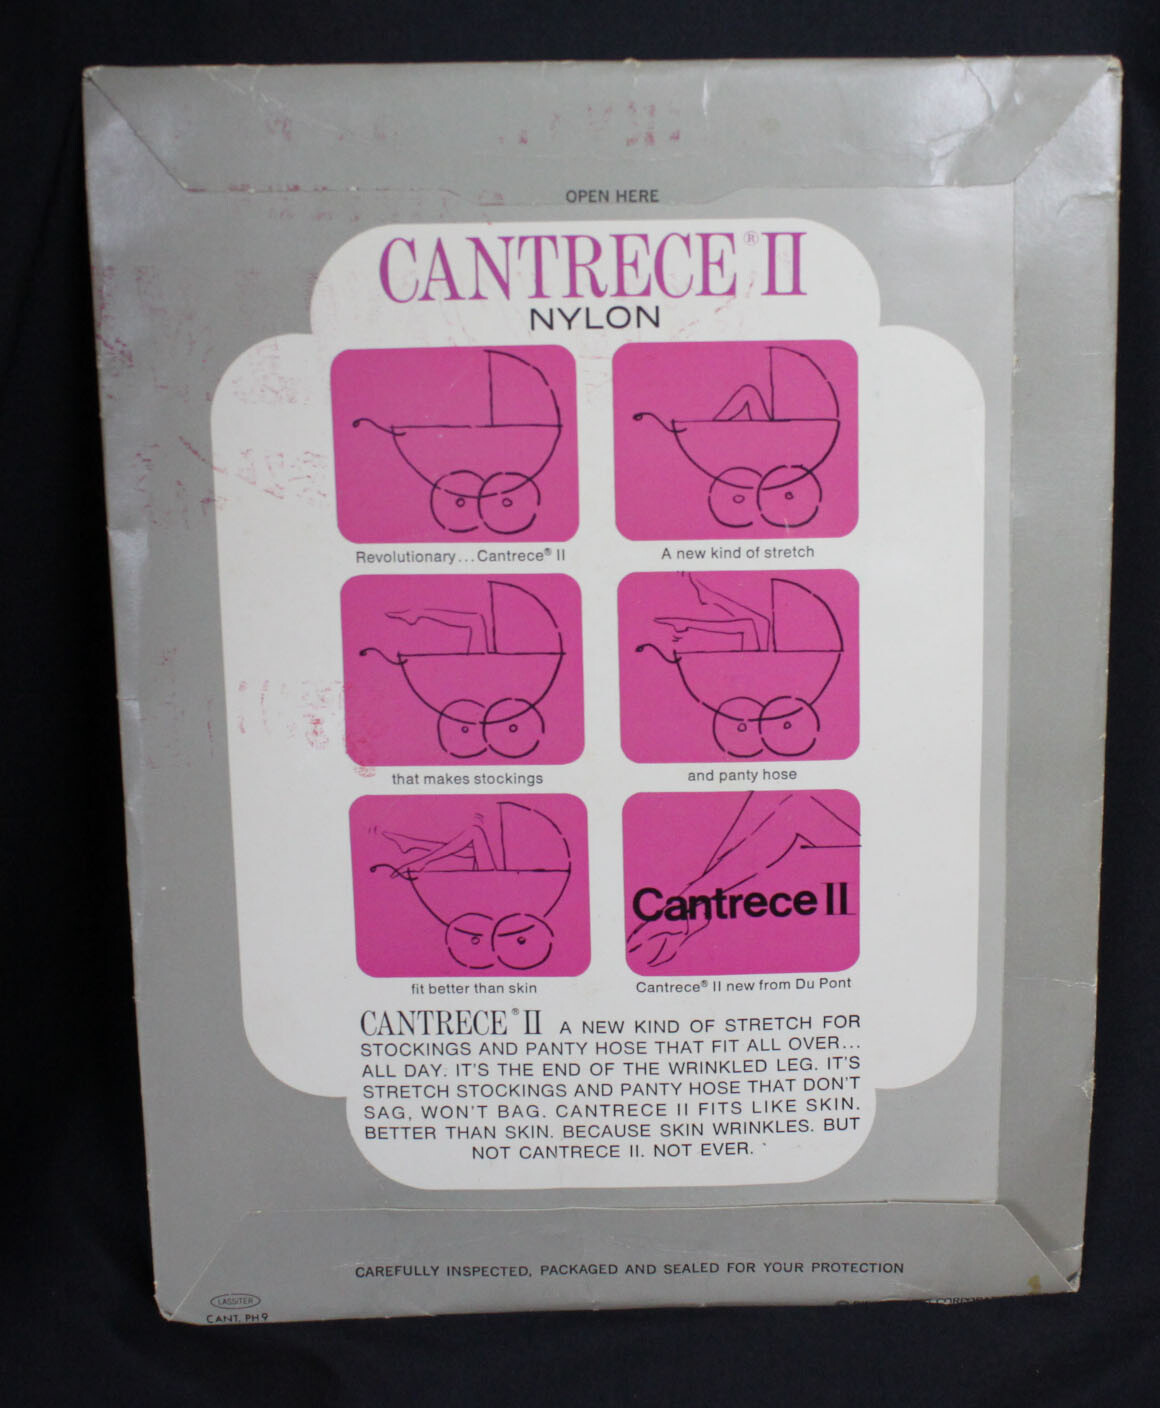 OPEN HERE
CANTRECE® II
NYLON
Revolutionary...Cantrece® II
A new kind of stretch
that makes stockings
and panty hose
fit better than skin
Cantrece II
Cantrece® II new from Du Pont
CANTRECE® II A NEW KIND OF STRETCH FOR
STOCKINGS AND PANTY HOSE THAT FIT ALL OVER...
ALL DAY. IT'S THE END OF THE WRINKLED LEG. IT'S
STRETCH STOCKINGS AND PANTY HOSE THAT DON'T
SAG, WON'T BAG. CANTRECE II FITS LIKE SKIN.
BETTER THAN SKIN. BECAUSE SKIN WRINKLES. BUT
NOT CANTRECE II. NOT EVER.
CAREFULLY INSPECTED, PACKAGED AND SEALED FOR YOUR PROTECTION
LASSITER
CANT. PH9